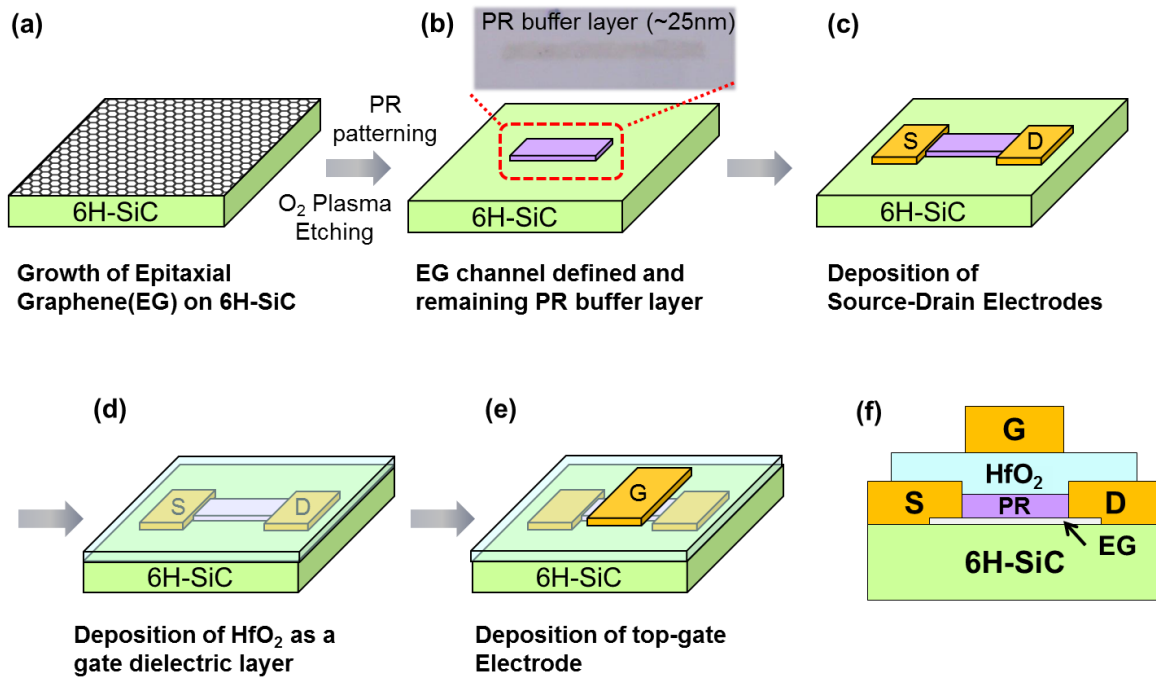 (a)
6H-SiC
Growth of Epitaxial
Graphene(EG) on 6H-SiC
PR
patterning
O₂ Plasma
Etching
(b)
PR buffer layer (~25nm)
6H-SiC
EG channel defined and
remaining PR buffer layer
(c)
S
D
6H-SiC
Deposition of
Source-Drain Electrodes
(d)
S
D
6H-SiC
Deposition of HfO₂ as a
gate dielectric layer
(e)
G
6H-SiC
Deposition of top-gate
Electrode
(f)
G
HfO₂
S
PR
D
EG
6H-SiC